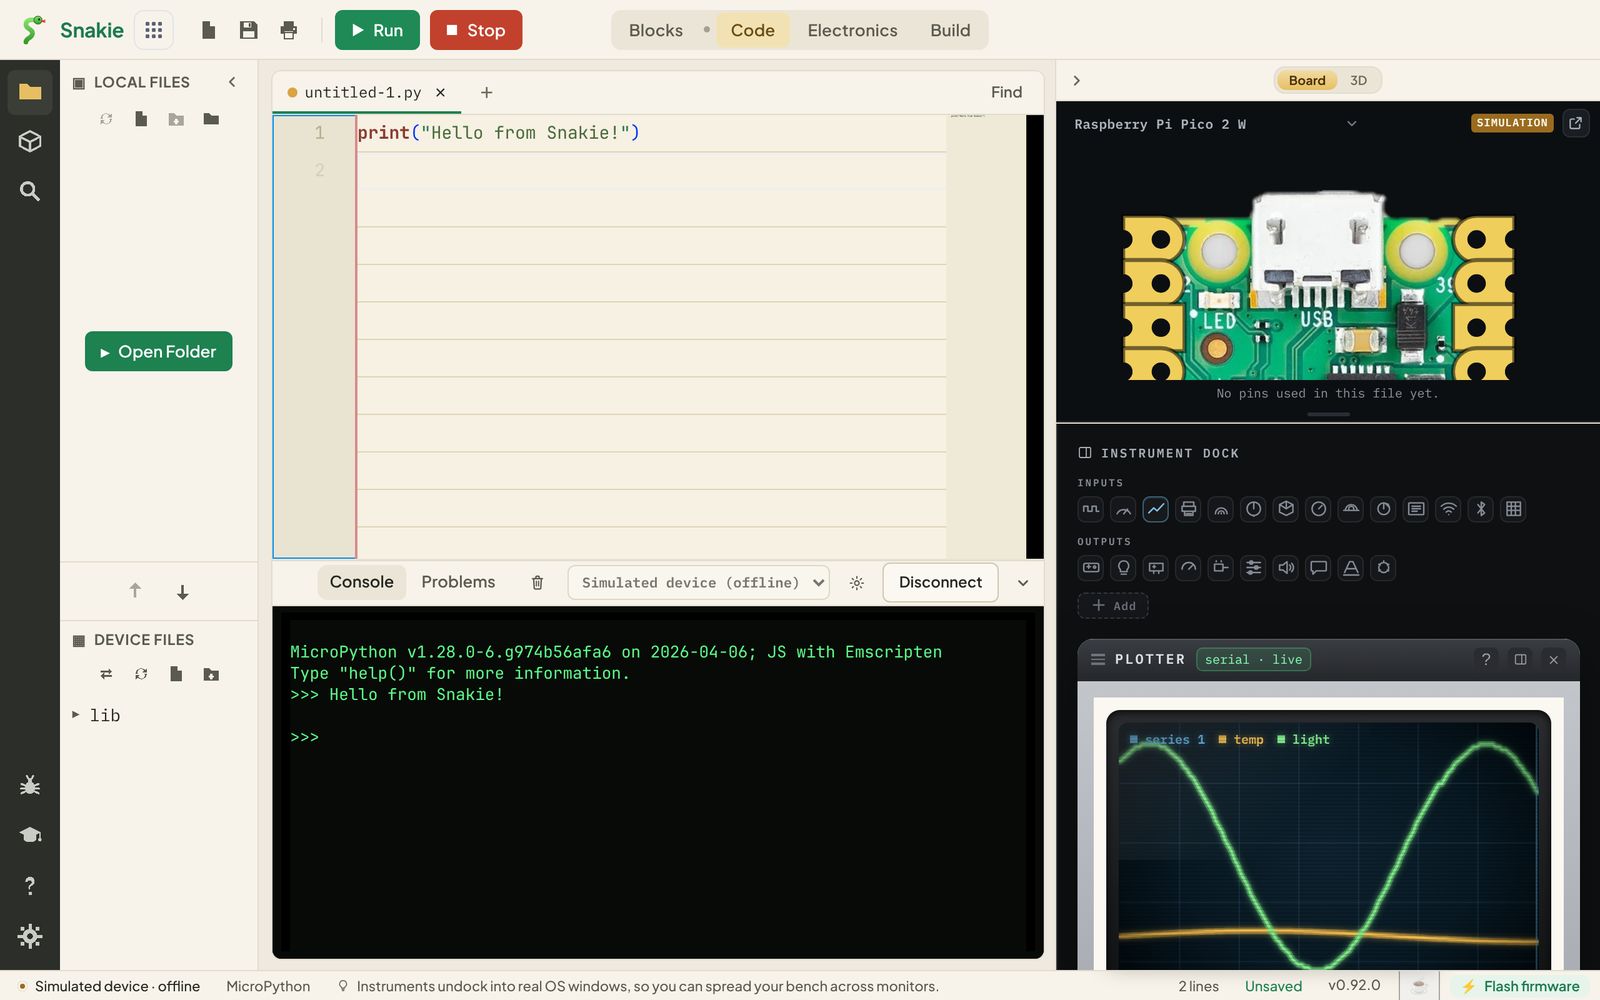 Snakie
Run
Stop
Blocks
Code
Electronics
Build
LOCAL FILES
Open Folder
DEVICE FILES
lib
untitled-1.py
Find
1
print("Hello from Snakie!")
2
Console
Problems
Simulated device (offline)
Disconnect
MicroPython v1.28.0-6.g974b56afa6 on 2026-04-06; JS with Emscripten
Type "help()" for more information.
>>> Hello from Snakie!
>>>
Board
3D
Raspberry Pi Pico 2 W
SIMULATION
LED
USB
No pins used in this file yet.
INSTRUMENT DOCK
INPUTS
OUTPUTS
+ Add
PLOTTER
serial · live
?
series 1
temp
light
Simulated device · offline
MicroPython
Instruments undock into real OS windows, so you can spread your bench across monitors.
2 lines
Unsaved
v0.92.0
Flash firmware